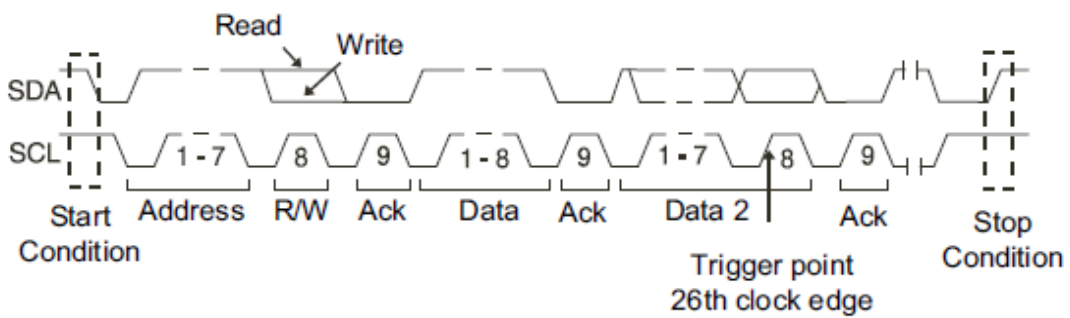 Read
Write
SDA
SCL
1 - 7
8
9
1 - 8
9
1 - 7
8
9
Address
R/W
Ack
Data
Ack
Data 2
Ack
Start
Condition
Stop
Condition
Trigger point
26th clock edge